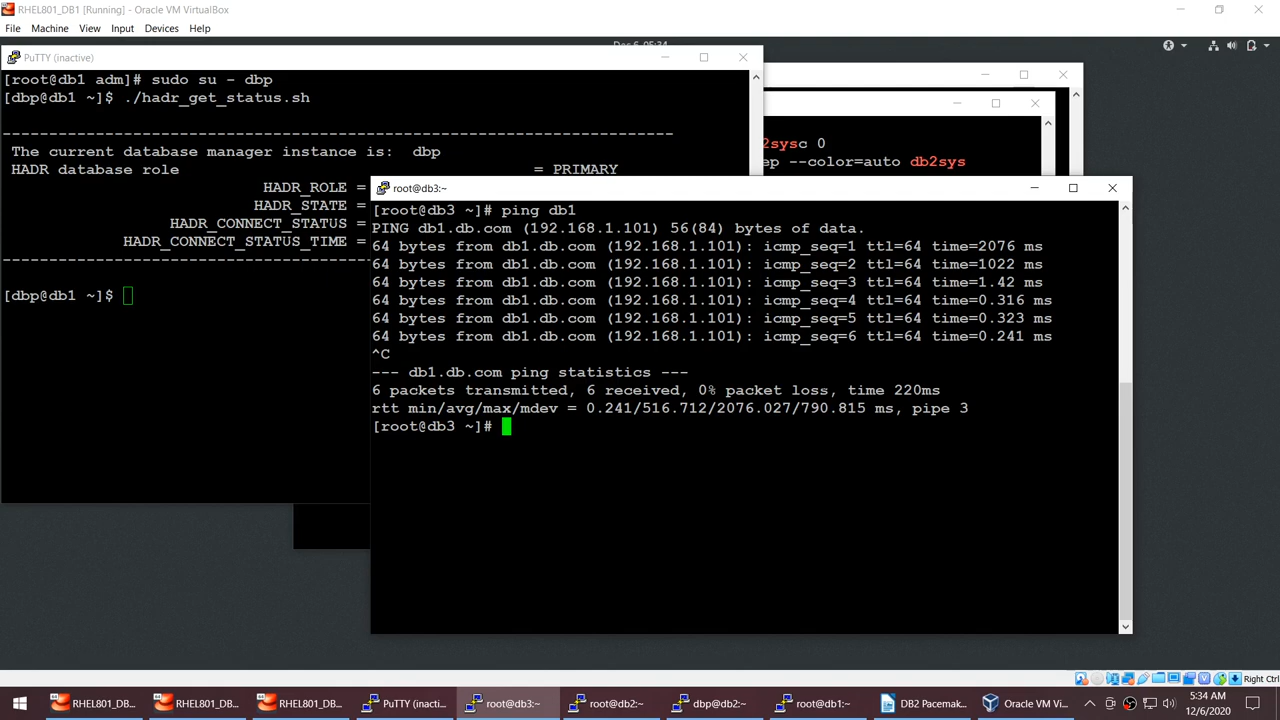 RHEL801_DB1 [Running] - Oracle VM VirtualBox
File Machine View Input Devices Help
PuTTY (inactive)
[root@db1 adm]# sudo su - dbp
[dbp@db1 ~]$ ./hadr_get_status.sh
--------------------------------------------------------------------------
The current database manager instance is: dbp
HADR database role = PRIMARY
HADR_ROLE =
HADR_STATE =
HADR_CONNECT_STATUS =
HADR_CONNECT_STATUS_TIME =
[dbp@db1 ~]$
db2sysc 0
ep --color=auto db2sys
root@db3:~
[root@db3 ~]# ping db1
PING db1.db.com (192.168.1.101) 56(84) bytes of data.
64 bytes from db1.db.com (192.168.1.101): icmp_seq=1 ttl=64 time=2076 ms
64 bytes from db1.db.com (192.168.1.101): icmp_seq=2 ttl=64 time=1022 ms
64 bytes from db1.db.com (192.168.1.101): icmp_seq=3 ttl=64 time=1.42 ms
64 bytes from db1.db.com (192.168.1.101): icmp_seq=4 ttl=64 time=0.316 ms
64 bytes from db1.db.com (192.168.1.101): icmp_seq=5 ttl=64 time=0.323 ms
64 bytes from db1.db.com (192.168.1.101): icmp_seq=6 ttl=64 time=0.241 ms
^C
--- db1.db.com ping statistics ---
6 packets transmitted, 6 received, 0% packet loss, time 220ms
rtt min/avg/max/mdev = 0.241/516.712/2076.027/790.815 ms, pipe 3
[root@db3 ~]#
Right Ctrl
RHEL801_DB... RHEL801_DB... RHEL801_DB... PuTTY (inacti... root@db3:~ root@db2:~ dbp@db2:~ root@db1:~ DB2 Pacemak... Oracle VM Vi...
5:34 AM
12/6/2020